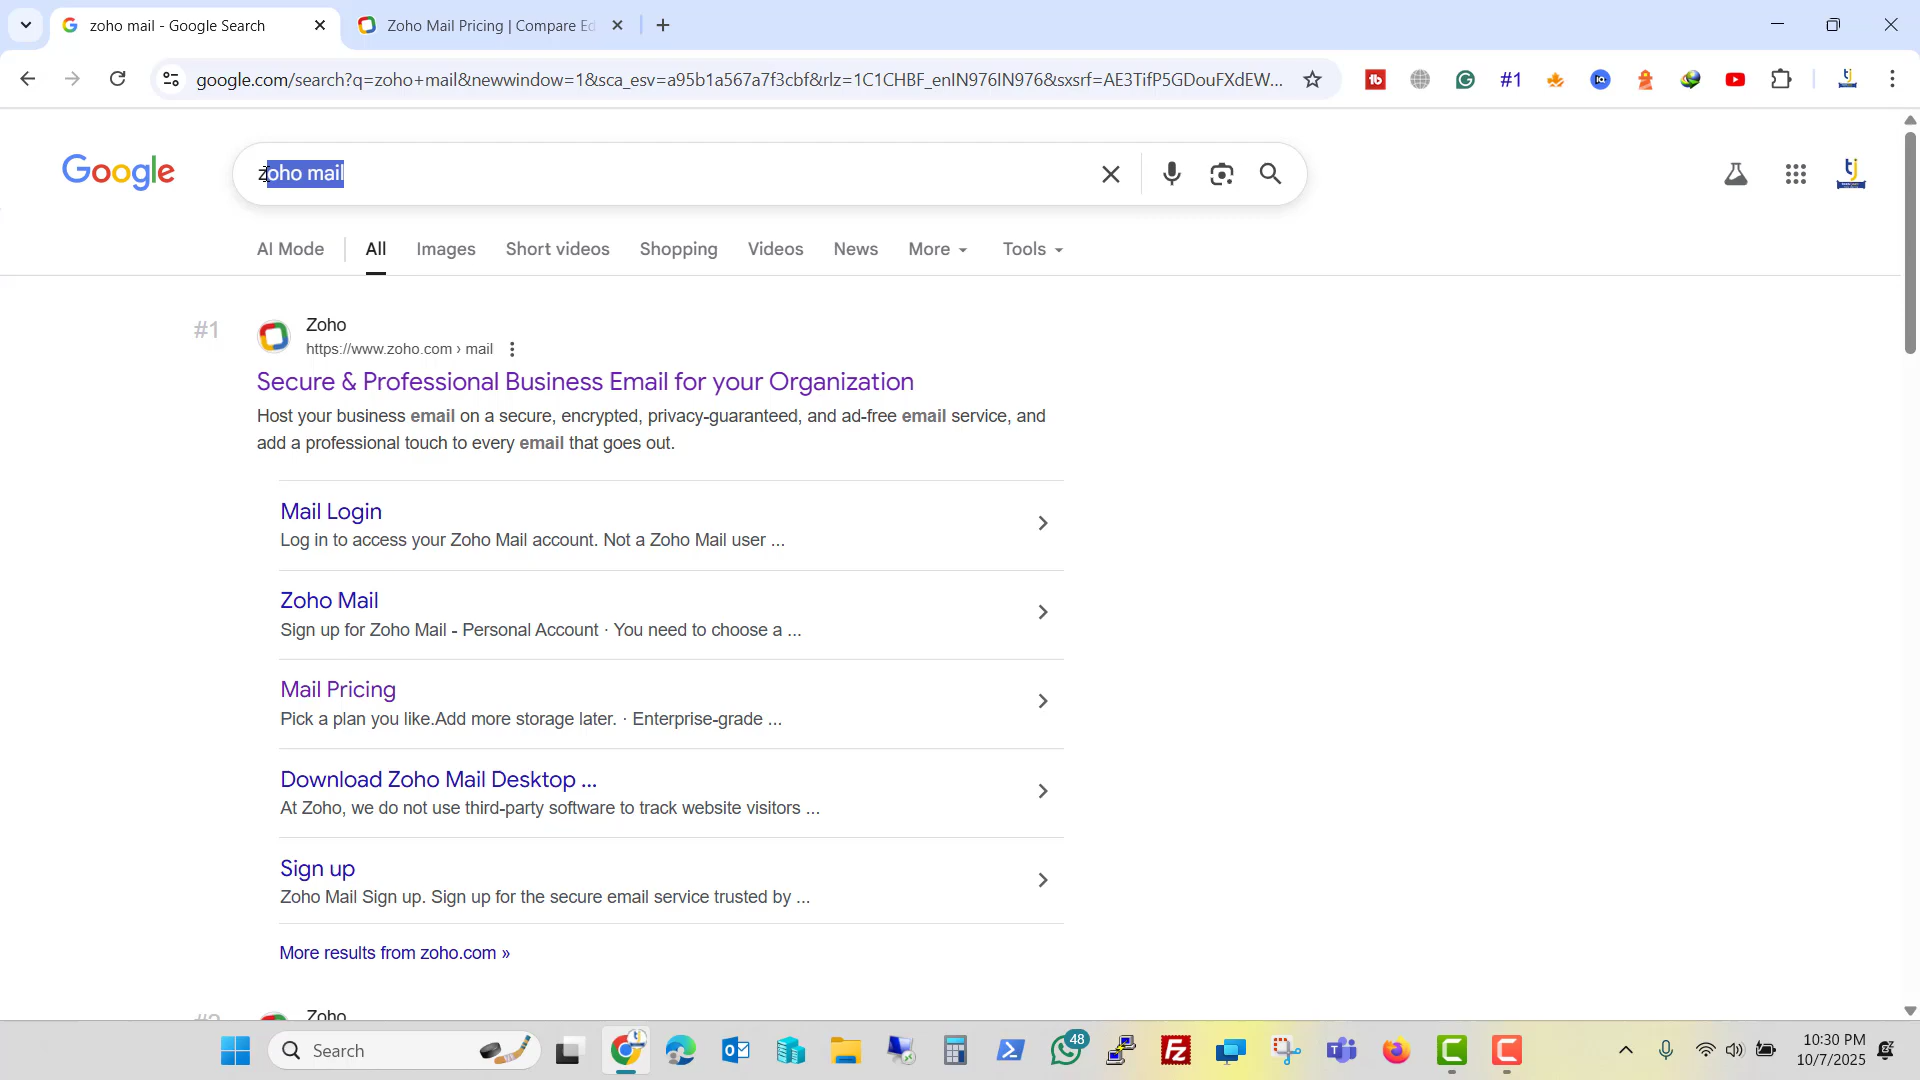 zoho mail - Google Search
Zoho Mail Pricing | Compare Ed
google.com/search?q=zoho+mail&newwindow=1&sca_esv=a95b1a567a7f3cbf&rlz=1C1CHBF_enIN976IN976&sxsrf=AE3TifP5GDouFXdEW...
#1
Google
zoho mail
AI Mode
All
Images
Short videos
Shopping
Videos
News
More
Tools
#1
Zoho
https://www.zoho.com › mail
Secure & Professional Business Email for your Organization
Host your business email on a secure, encrypted, privacy-guaranteed, and ad-free email service, and
add a professional touch to every email that goes out.
Mail Login
Log in to access your Zoho Mail account. Not a Zoho Mail user ...
Zoho Mail
Sign up for Zoho Mail - Personal Account · You need to choose a ...
Mail Pricing
Pick a plan you like.Add more storage later. · Enterprise-grade ...
Download Zoho Mail Desktop ...
At Zoho, we do not use third-party software to track website visitors ...
Sign up
Zoho Mail Sign up. Sign up for the secure email service trusted by ...
More results from zoho.com »
#2
Zoho
Search
48
10:30 PM
10/7/2025